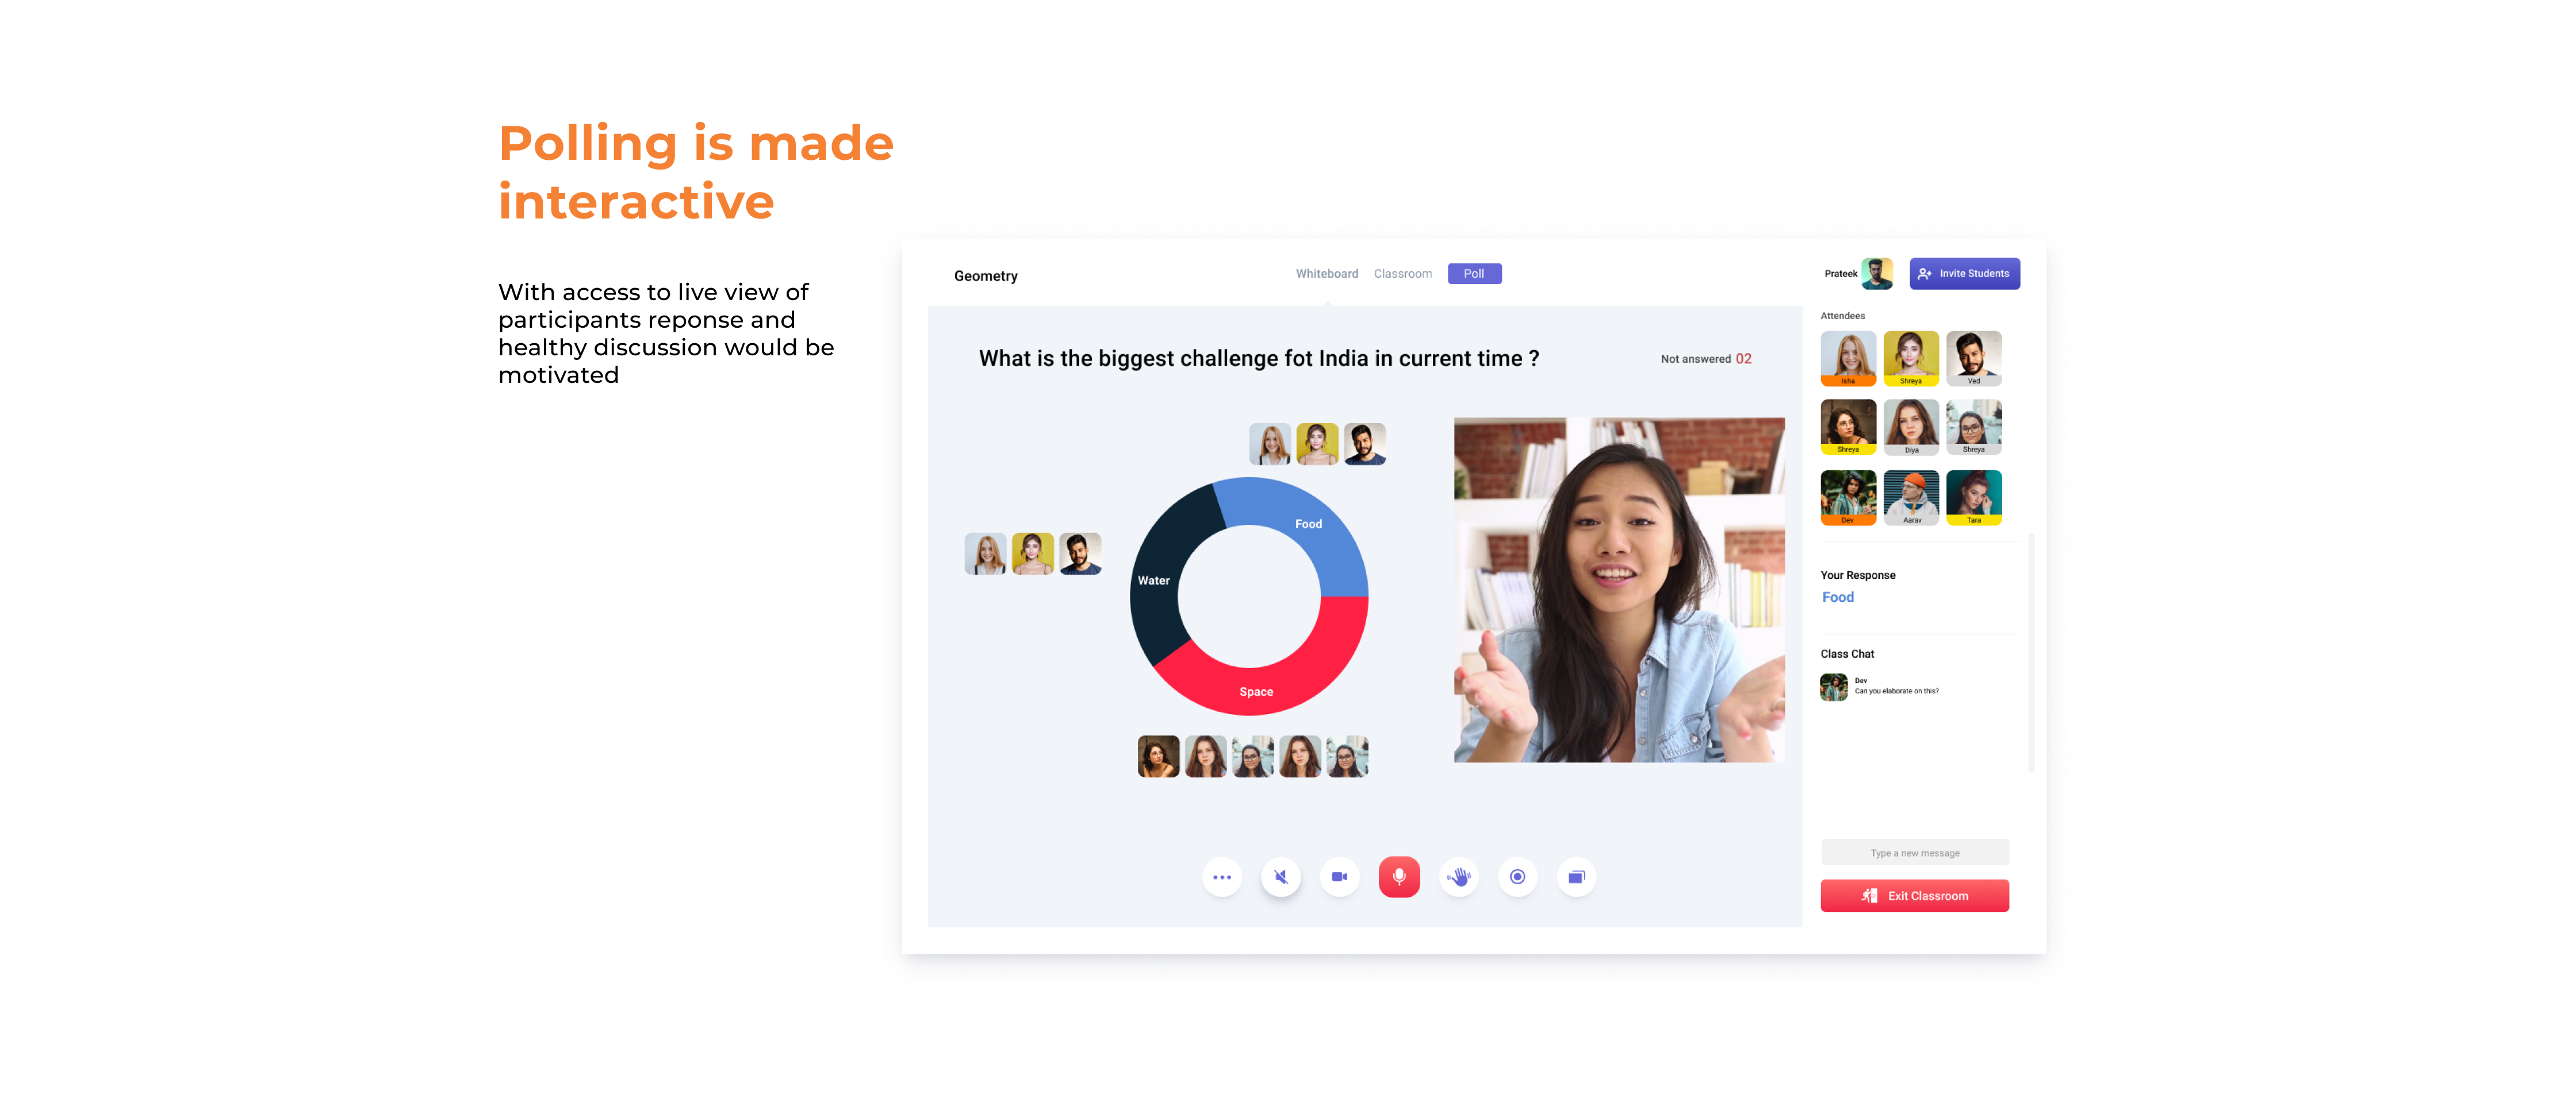 Polling is made
interactive
With access to live view of
participants reponse and
healthy discussion would be
motivated
Geometry
Whiteboard Classroom Poll
Prateek
Invite Students
What is the biggest challenge fot India in current time ?
Not answered 02
Food
Water
Space
Attendees
Isha Shreya Ved
Shreya Diya Shreya
Dev Aarav Tara
Your Response
Food
Class Chat
Dev
Can you elaborate on this?
Type a new message
Exit Classroom